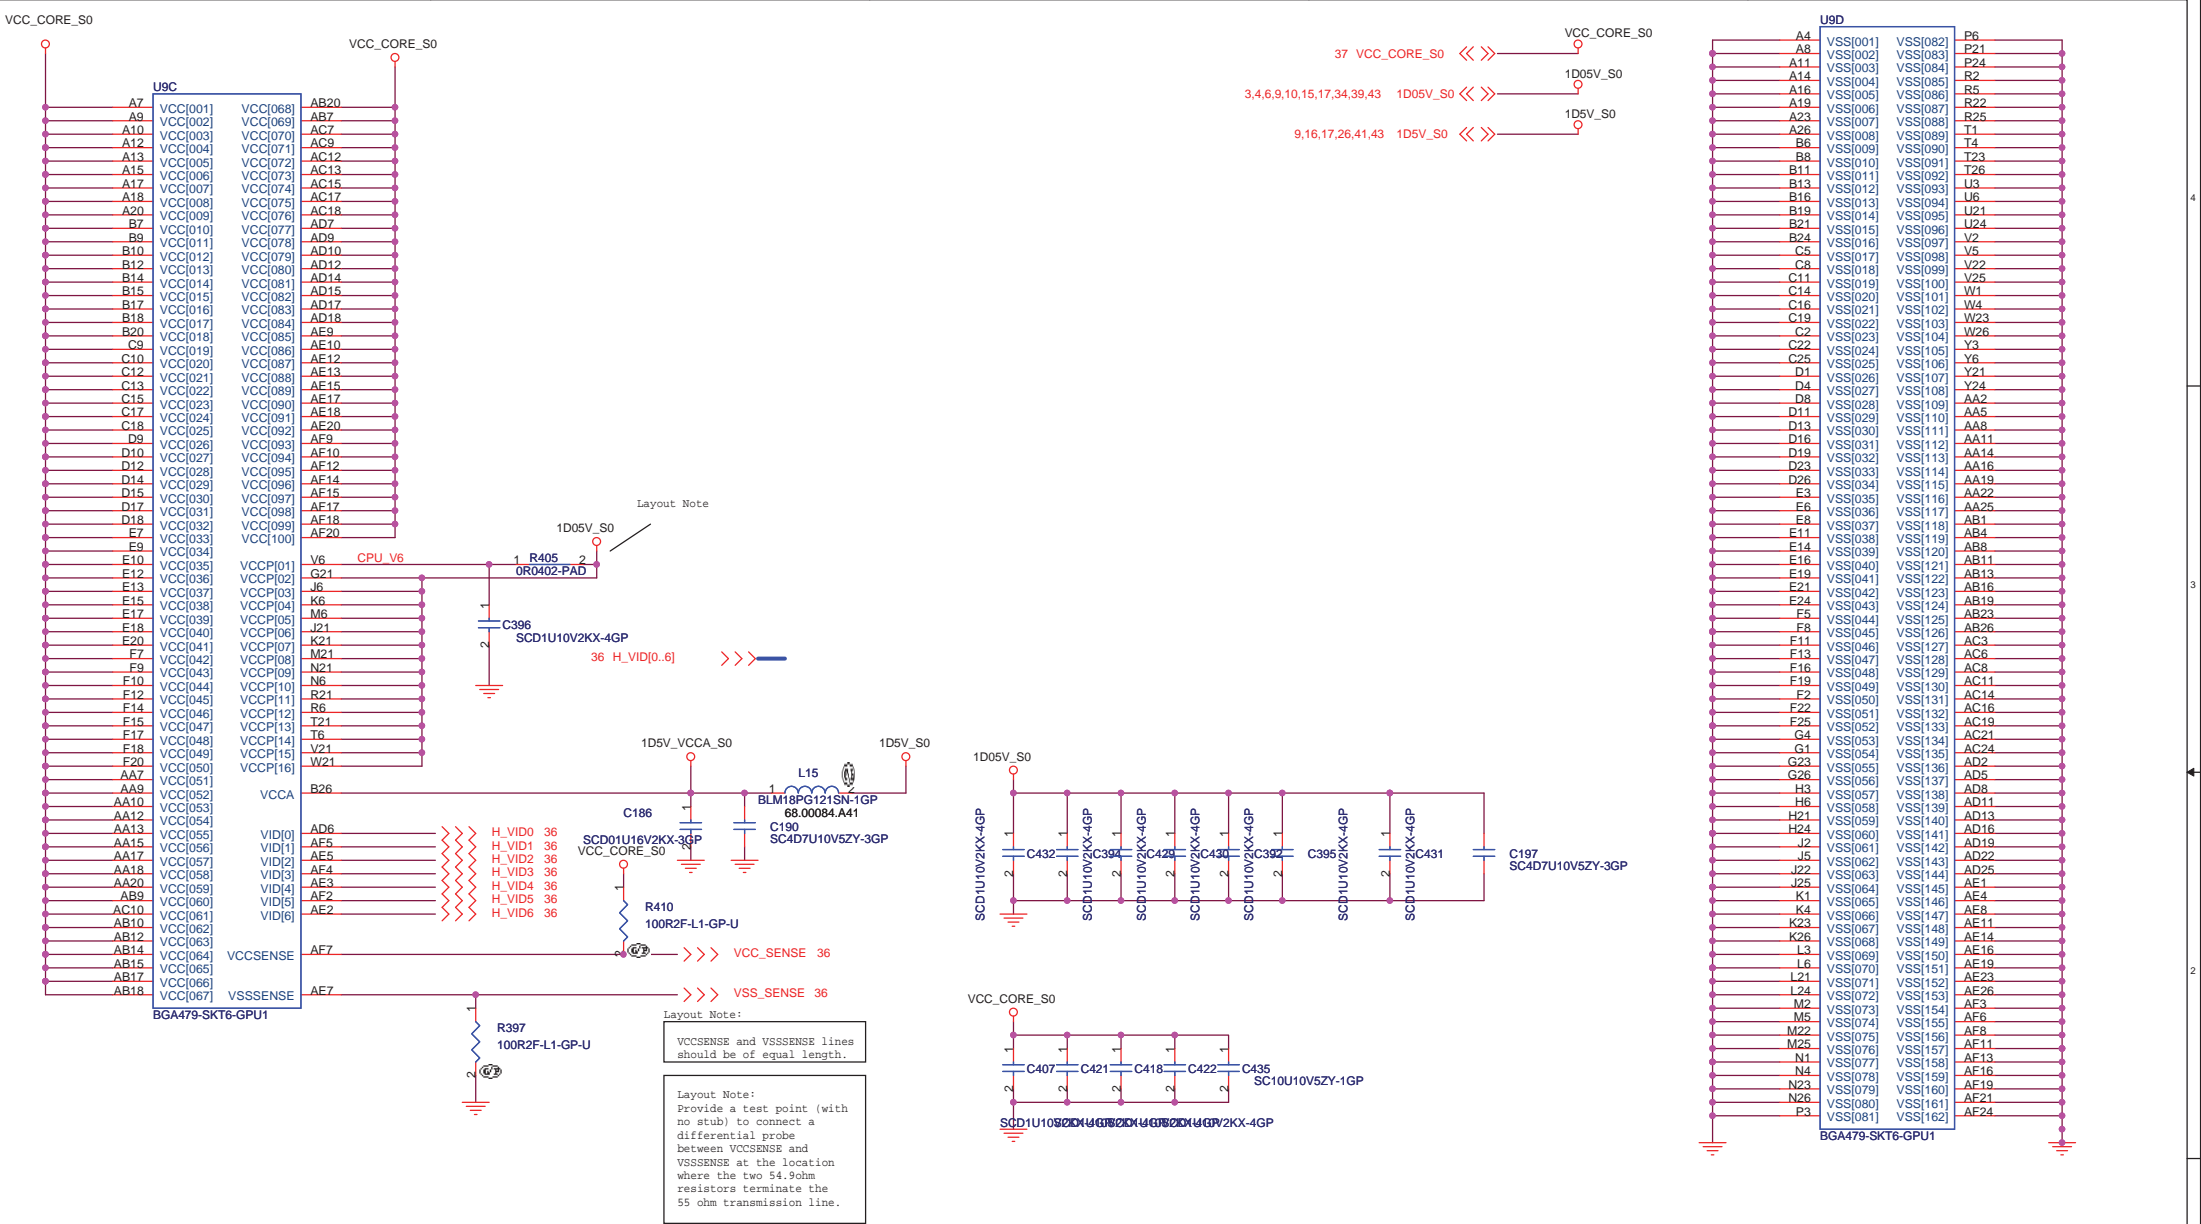 VCC_CORE_S0
VCC_CORE_S0
U9C
A7 VCC[001] VCC[068] AB20
A9 VCC[002] VCC[069] AB7
A10 VCC[003] VCC[070] AC7
A12 VCC[004] VCC[071] AC9
A13 VCC[005] VCC[072] AC12
A15 VCC[006] VCC[073] AC13
A17 VCC[007] VCC[074] AC15
A18 VCC[008] VCC[075] AC17
A20 VCC[009] VCC[076] AC18
B7 VCC[010] VCC[077] AD7
B9 VCC[011] VCC[078] AD9
B10 VCC[012] VCC[079] AD10
B12 VCC[013] VCC[080] AD12
B14 VCC[014] VCC[081] AD14
B15 VCC[015] VCC[082] AD15
B17 VCC[016] VCC[083] AD17
B18 VCC[017] VCC[084] AD18
B20 VCC[018] VCC[085] AE9
C9 VCC[019] VCC[086] AE10
C10 VCC[020] VCC[087] AE12
C12 VCC[021] VCC[088] AE13
C13 VCC[022] VCC[089] AE15
C15 VCC[023] VCC[090] AE17
C17 VCC[024] VCC[091] AE18
C18 VCC[025] VCC[092] AE20
D9 VCC[026] VCC[093] AF9
D10 VCC[027] VCC[094] AF10
D12 VCC[028] VCC[095] AF12
D14 VCC[029] VCC[096] AF14
D15 VCC[030] VCC[097] AF15
D17 VCC[031] VCC[098] AF17
D18 VCC[032] VCC[099] AF18
E7 VCC[033] VCC[100] AF20
E9 VCC[034]
E10 VCC[035] VCCP[01] V6 CPU_V6
E12 VCC[036] VCCP[02] G21
E13 VCC[037] VCCP[03] J6
E15 VCC[038] VCCP[04] K6
E17 VCC[039] VCCP[05] M6
E18 VCC[040] VCCP[06] J21
E20 VCC[041] VCCP[07] K21
F7 VCC[042] VCCP[08] M21
F9 VCC[043] VCCP[09] N21
F10 VCC[044] VCCP[10] N6
F12 VCC[045] VCCP[11] R21
F14 VCC[046] VCCP[12] R6
F15 VCC[047] VCCP[13] T21
F17 VCC[048] VCCP[14] T6
F18 VCC[049] VCCP[15] V21
F20 VCC[050] VCCP[16] W21
AA7 VCC[051]
AA9 VCC[052] VCCA B26
AA10 VCC[053]
AA12 VCC[054]
AA13 VCC[055] VID[0] AD6 H_VID0 36
AA15 VCC[056] VID[1] AF5 H_VID1 36
AA17 VCC[057] VID[2] AE5 H_VID2 36
AA18 VCC[058] VID[3] AF4 H_VID3 36
AA20 VCC[059] VID[4] AE3 H_VID4 36
AB9 VCC[060] VID[5] AF2 H_VID5 36
AC10 VCC[061] VID[6] AE2 H_VID6 36
AB10 VCC[062]
AB12 VCC[063]
AB14 VCC[064] VCCSENSE AF7 VCC_SENSE 36
AB15 VCC[065]
AB17 VCC[066]
AB18 VCC[067] VSSSENSE AE7 VSS_SENSE 36
BGA479-SKT6-GPU1
Layout Note
1D05V_S0
1 R405 2
0R0402-PAD
1
C396
SCD1U10V2KX-4GP
2
36 H_VID[0..6]
1D5V_VCCA_S0
1D5V_S0
L15
1 2
BLM18PG121SN-1GP
68.00084.A41
C186
1
SCD01U16V2KX-3GP
C190
SC4D7U10V5ZY-3GP
VCC_CORE_S0
1
R410
100R2F-L1-GP-U
2
G/P
1
R397
100R2F-L1-GP-U
2
G/P
Layout Note:
VCCSENSE and VSSSENSE lines
should be of equal length.
Layout Note:
Provide a test point (with
no stub) to connect a
differential probe
between VCCSENSE and
VSSSENSE at the location
where the two 54.9ohm
resistors terminate the
55 ohm transmission line.
37 VCC_CORE_S0 VCC_CORE_S0
3,4,6,9,10,15,17,34,39,43 1D05V_S0 1D05V_S0
9,16,17,26,41,43 1D5V_S0 1D5V_S0
1D05V_S0
1 1 1 1 1 1 1
C432 C394 C429 C430 C392 C395 C431 C197
SC4D7U10V5ZY-3GP
2 2 2 2 2 2 2
SCD1U10V2KX-4GP
SCD1U10V2KX-4GP
SCD1U10V2KX-4GP
SCD1U10V2KX-4GP
SCD1U10V2KX-4GP
SCD1U10V2KX-4GP
SCD1U10V2KX-4GP
VCC_CORE_S0
1 1 1 1 1
C407 C421 C418 C422 C435
SC10U10V5ZY-1GP
2 2 2 2 2
U9D
A4 VSS[001] VSS[082] P6
A8 VSS[002] VSS[083] P21
A11 VSS[003] VSS[084] P24
A14 VSS[004] VSS[085] R2
A16 VSS[005] VSS[086] R5
A19 VSS[006] VSS[087] R22
A23 VSS[007] VSS[088] R25
A26 VSS[008] VSS[089] T1
B6 VSS[009] VSS[090] T4
B8 VSS[010] VSS[091] T23
B11 VSS[011] VSS[092] T26
B13 VSS[012] VSS[093] U3
B16 VSS[013] VSS[094] U6
B19 VSS[014] VSS[095] U21
B21 VSS[015] VSS[096] U24
B24 VSS[016] VSS[097] V2
C5 VSS[017] VSS[098] V5
C8 VSS[018] VSS[099] V22
C11 VSS[019] VSS[100] V25
C14 VSS[020] VSS[101] W1
C16 VSS[021] VSS[102] W4
C19 VSS[022] VSS[103] W23
C2 VSS[023] VSS[104] W26
C22 VSS[024] VSS[105] Y3
C25 VSS[025] VSS[106] Y6
D1 VSS[026] VSS[107] Y21
D4 VSS[027] VSS[108] Y24
D8 VSS[028] VSS[109] AA2
D11 VSS[029] VSS[110] AA5
D13 VSS[030] VSS[111] AA8
D16 VSS[031] VSS[112] AA11
D19 VSS[032] VSS[113] AA14
D23 VSS[033] VSS[114] AA16
D26 VSS[034] VSS[115] AA19
E3 VSS[035] VSS[116] AA22
E6 VSS[036] VSS[117] AA25
E8 VSS[037] VSS[118] AB1
E11 VSS[038] VSS[119] AB4
E14 VSS[039] VSS[120] AB8
E16 VSS[040] VSS[121] AB11
E19 VSS[041] VSS[122] AB13
E21 VSS[042] VSS[123] AB16
E24 VSS[043] VSS[124] AB19
F5 VSS[044] VSS[125] AB23
F8 VSS[045] VSS[126] AB26
F11 VSS[046] VSS[127] AC3
F13 VSS[047] VSS[128] AC6
F16 VSS[048] VSS[129] AC8
F19 VSS[049] VSS[130] AC11
F2 VSS[050] VSS[131] AC14
F22 VSS[051] VSS[132] AC16
F25 VSS[052] VSS[133] AC19
G4 VSS[053] VSS[134] AC21
G1 VSS[054] VSS[135] AC24
G23 VSS[055] VSS[136] AD2
G26 VSS[056] VSS[137] AD5
H3 VSS[057] VSS[138] AD8
H6 VSS[058] VSS[139] AD11
H21 VSS[059] VSS[140] AD13
H24 VSS[060] VSS[141] AD16
J2 VSS[061] VSS[142] AD19
J5 VSS[062] VSS[143] AD22
J22 VSS[063] VSS[144] AD25
J25 VSS[064] VSS[145] AE1
K1 VSS[065] VSS[146] AE4
K4 VSS[066] VSS[147] AE8
K23 VSS[067] VSS[148] AE11
K26 VSS[068] VSS[149] AE14
L3 VSS[069] VSS[150] AE16
L6 VSS[070] VSS[151] AE19
L21 VSS[071] VSS[152] AE23
L24 VSS[072] VSS[153] AE26
M2 VSS[073] VSS[154] AF3
M5 VSS[074] VSS[155] AF6
M22 VSS[075] VSS[156] AF8
M25 VSS[076] VSS[157] AF11
N1 VSS[077] VSS[158] AF13
N4 VSS[078] VSS[159] AF16
N23 VSS[079] VSS[160] AF19
N26 VSS[080] VSS[161] AF21
P3 VSS[081] VSS[162] AF24
BGA479-SKT6-GPU1
4
3
2